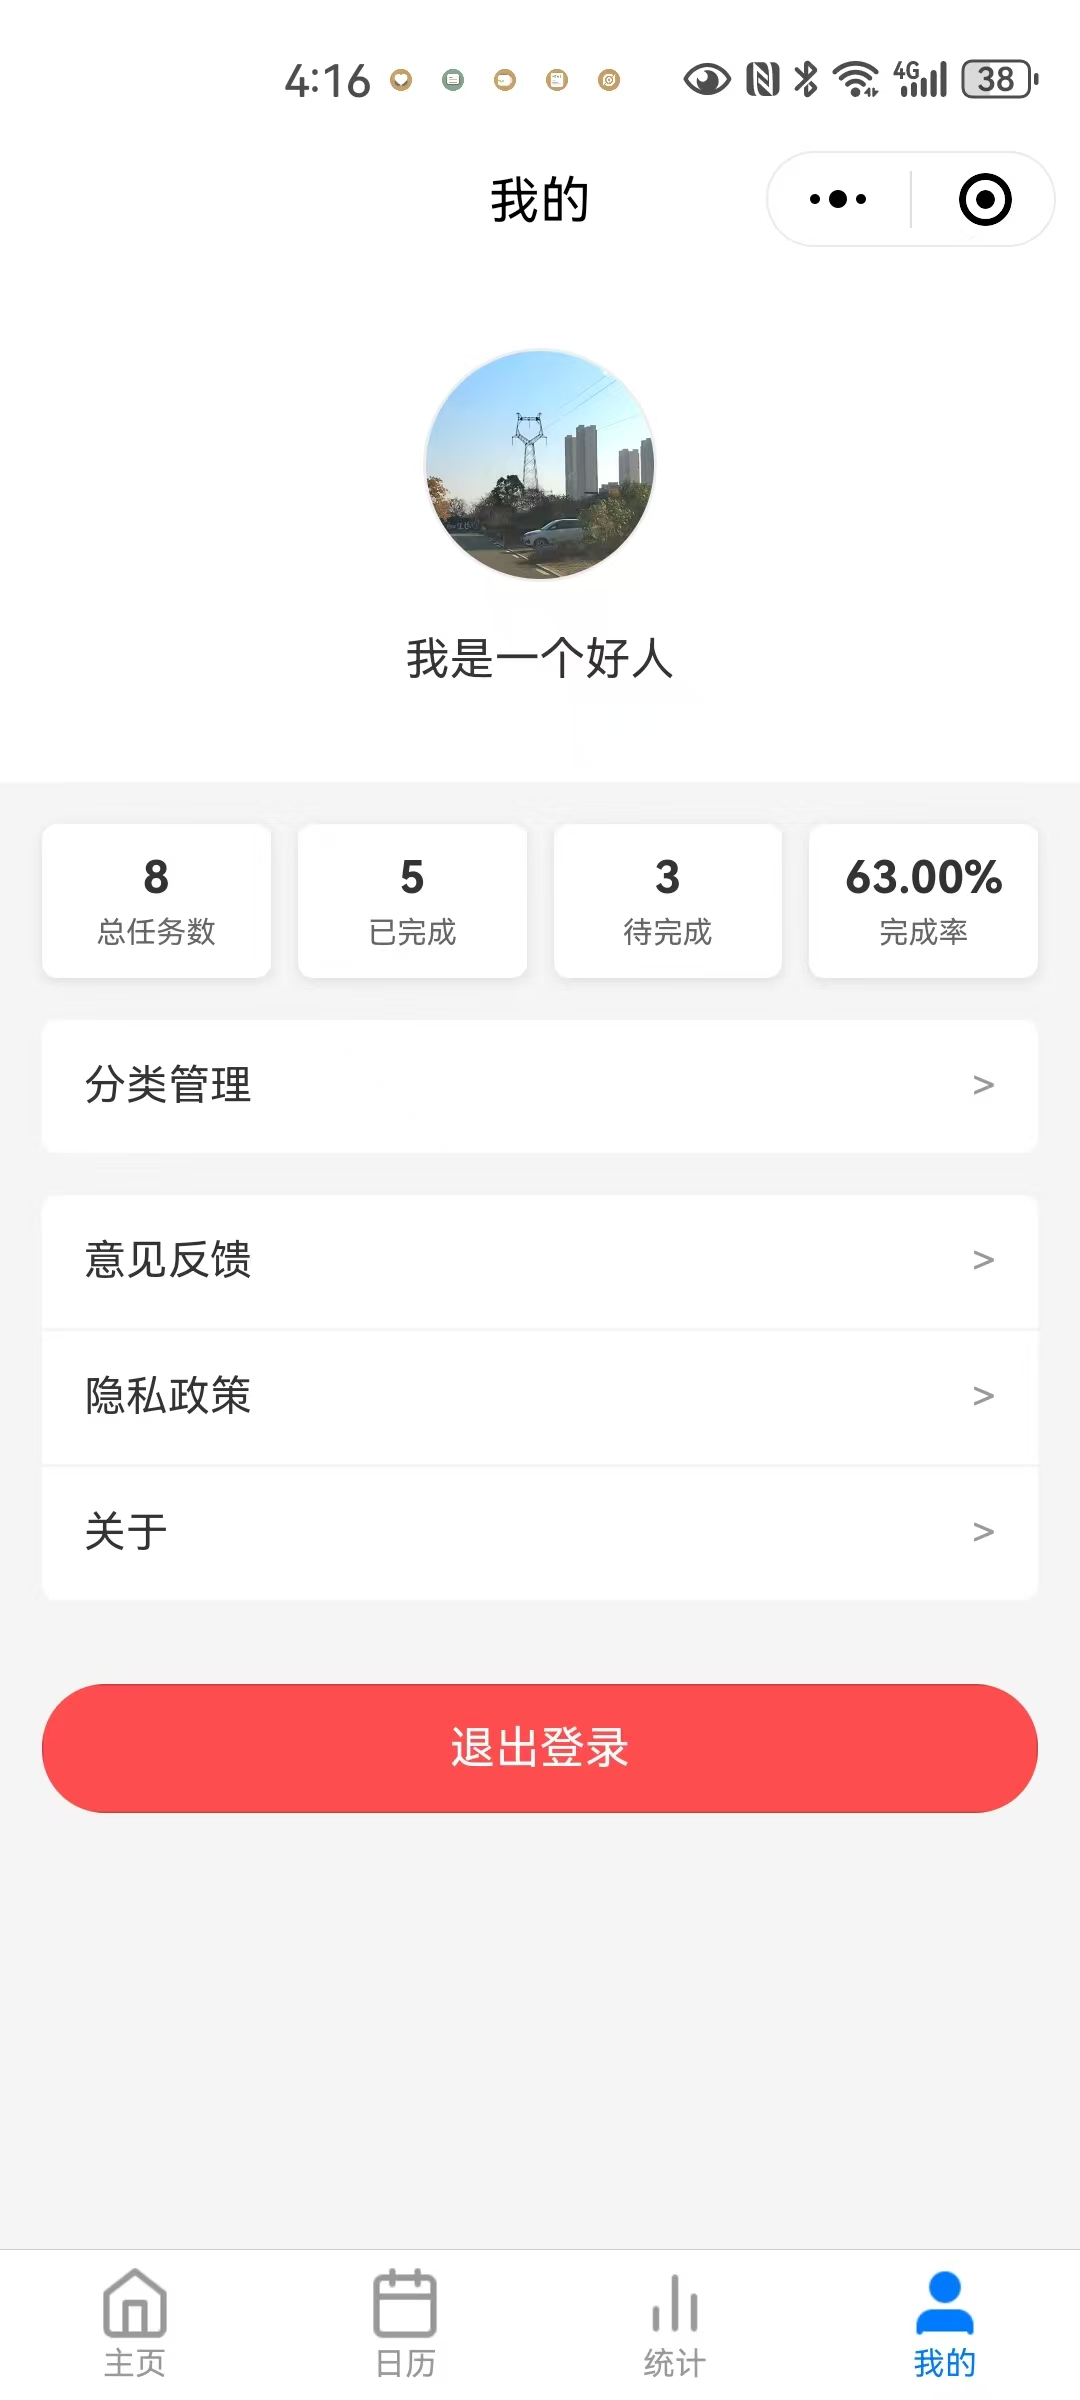 4:16
4G
38
我的
我是一个好人
8
总任务数
5
已完成
3
待完成
63.00%
完成率
分类管理 >
意见反馈 >
隐私政策 >
关于 >
退出登录
主页
日历
统计
我的